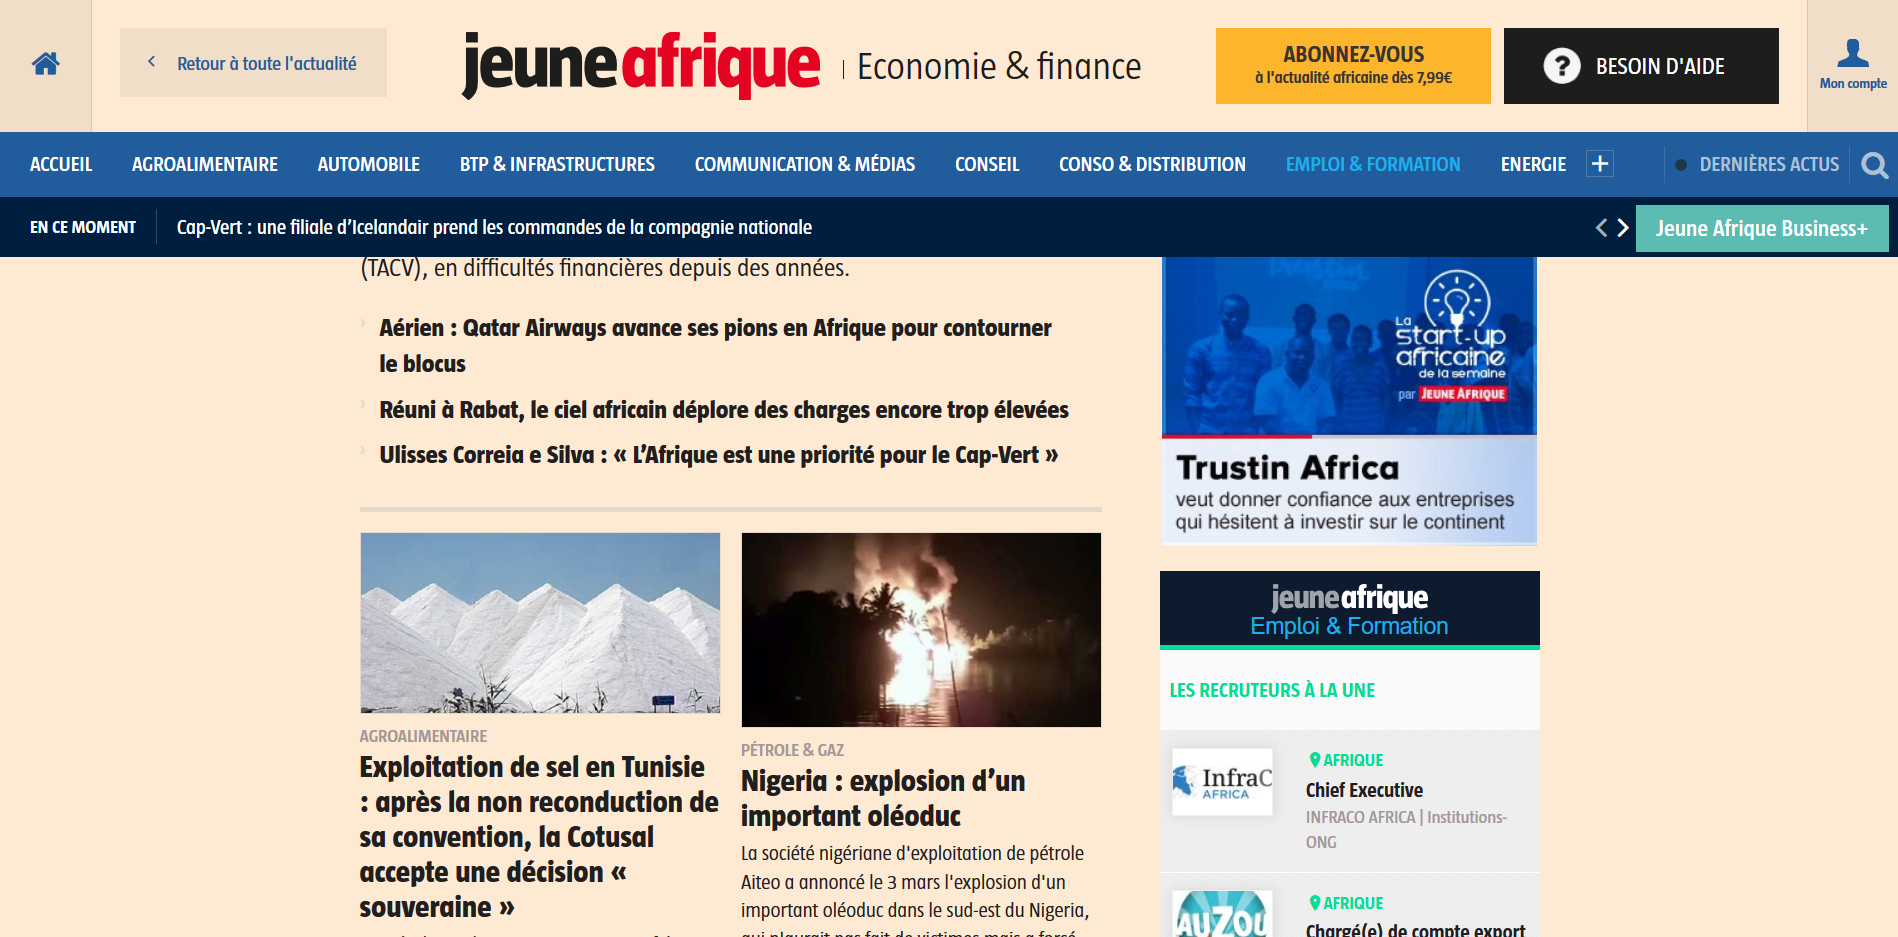 Retour à toute l'actualité
jeune afrique
Economie & finance
ABONNEZ-VOUS
à l'actualité africaine dès 7,99€
? BESOIN D'AIDE
Mon compte
ACCUEIL AGROALIMENTAIRE AUTOMOBILE BTP & INFRASTRUCTURES COMMUNICATION & MÉDIAS CONSEIL CONSO & DISTRIBUTION EMPLOI & FORMATION ENERGIE + DERNIÈRES ACTUS
EN CE MOMENT Cap-Vert : une filiale d’Icelandair prend les commandes de la compagnie nationale
Jeune Afrique Business+
(TACV), en difficultés financières depuis des années.
Aérien : Qatar Airways avance ses pions en Afrique pour contourner
le blocus
Réuni à Rabat, le ciel africain déplore des charges encore trop élevées
Ulisses Correia e Silva : « L’Afrique est une priorité pour le Cap-Vert »
AGROALIMENTAIRE
Exploitation de sel en Tunisie
: après la non reconduction de
sa convention, la Cotusal
accepte une décision «
souveraine »
PÉTROLE & GAZ
Nigeria : explosion d’un
important oléoduc
La société nigériane d'exploitation de pétrole
Aiteo a annoncé le 3 mars l'explosion d'un
important oléoduc dans le sud-est du Nigeria,
La
start-up
africaine
de la semaine
par JEUNE AFRIQUE
Trustin Africa
veut donner confiance aux entreprises
qui hésitent à investir sur le continent
jeune afrique
Emploi & Formation
LES RECRUTEURS À LA UNE
InfraC
AFRICA
AFRIQUE
Chief Executive
INFRACO AFRICA | Institutions-
ONG
AUZOU
AFRIQUE
Chargé(e) de compte export